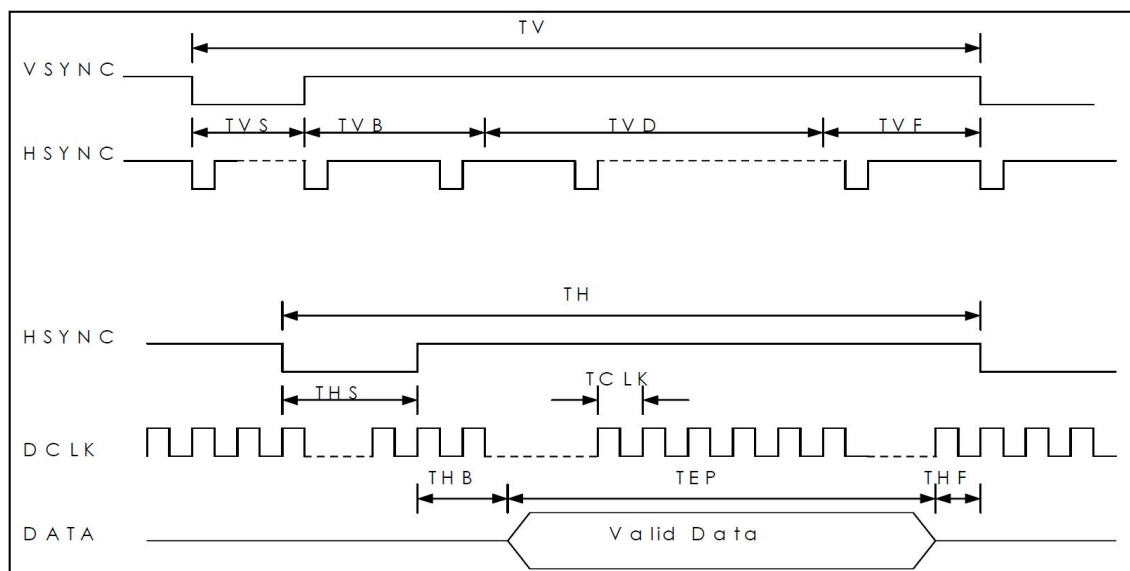 TV
VSYNC
TVS TVB TVD TVF
HSYNC
TH
HSYNC
TCLK
THS
DCLK
THB TEP THF
DATA Valid Data